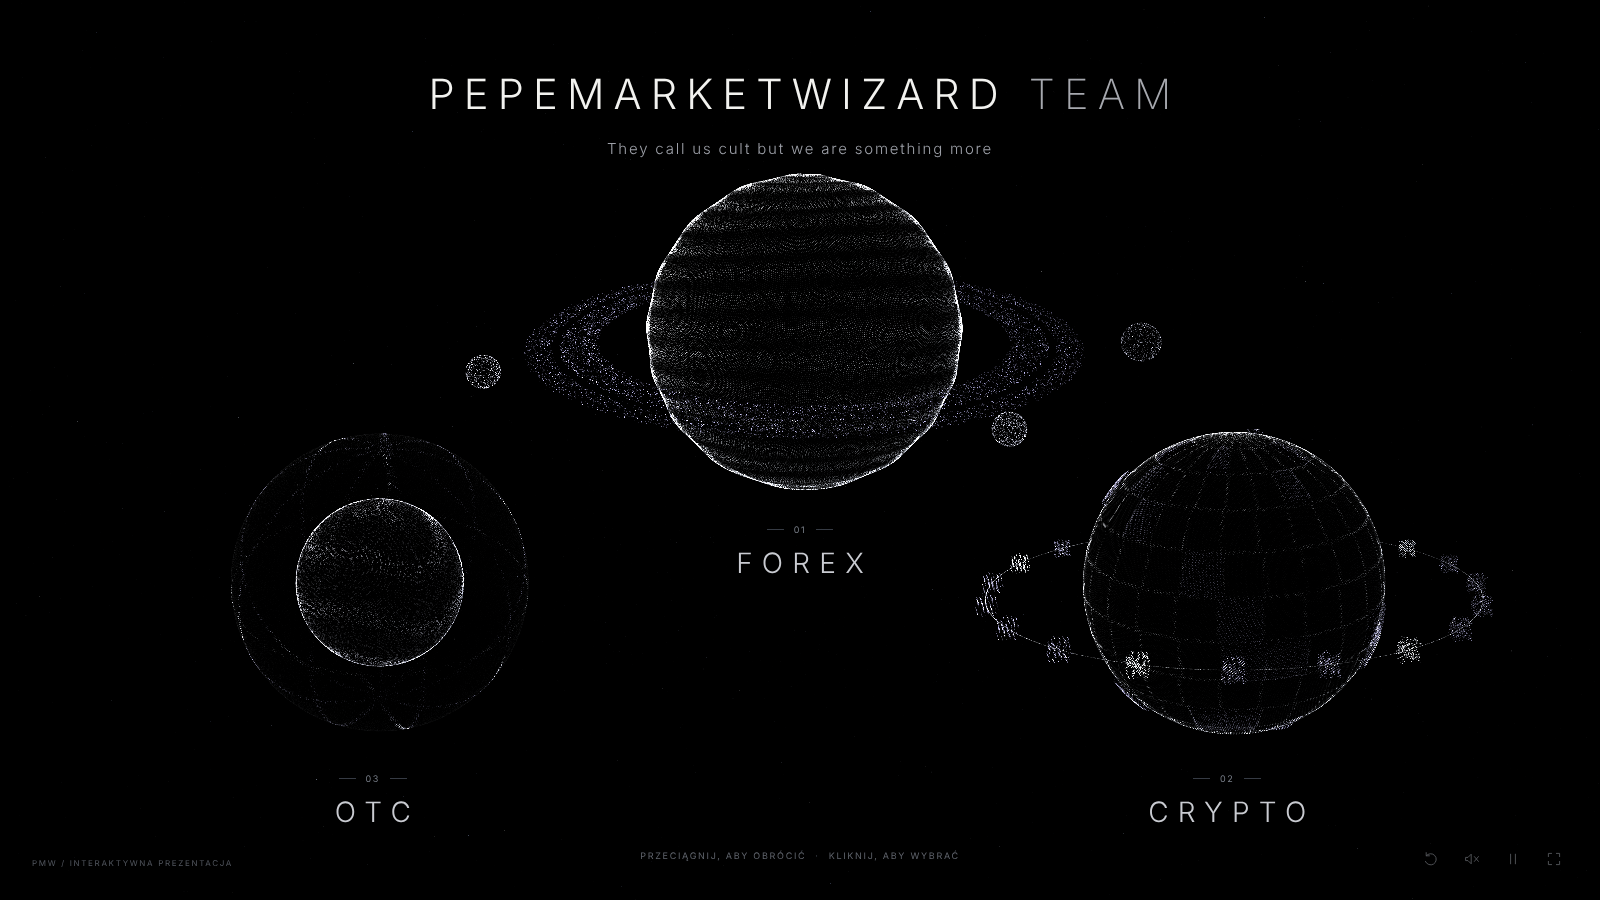 PEPEMARKETWIZARD TEAM
They call us cult but we are something more
01
FOREX
03
OTC
02
CRYPTO
PMW / INTERAKTYWNA PREZENTACJA
PRZECIĄGNIJ, ABY OBRÓCIĆ · KLIKNIJ, ABY WYBRAĆ